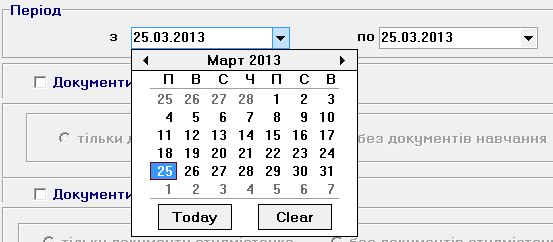 Період
з 25.03.2013 по 25.03.2013
Март 2013
П В С Ч П С В
Документи
25 26 27 28 1 2 3
4 5 6 7 8 9 10
тільки
11 12 13 14 15 16 17
без документів навчання
18 19 20 21 22 23 24
25 26 27 28 29 30 31
Документи
1 2 3 4 5 6 7
Today Clear